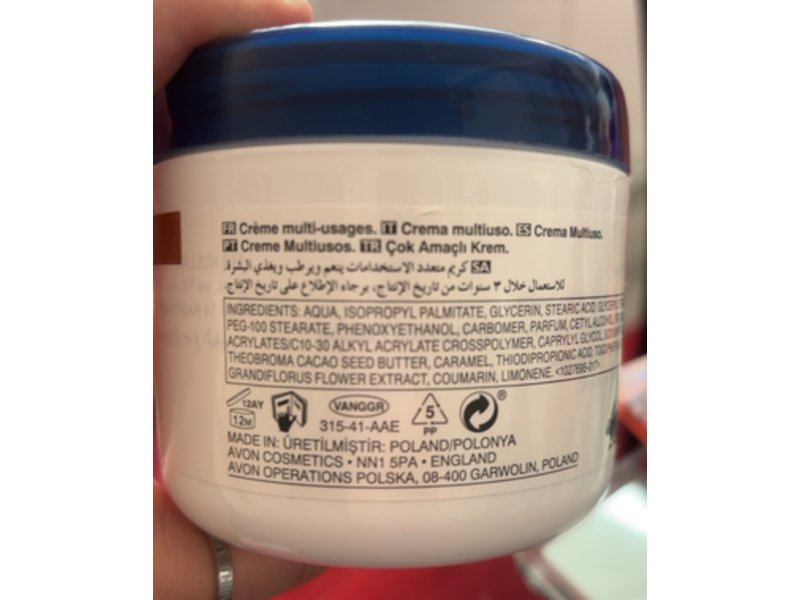 FR Crème multi-usages. IT Crema multiuso. ES Crema Multiuso.
PT Creme Multiusos. TR Çok Amaçlı Krem.
SA كريم متعدد الاستخدامات ينعم ويرطب ويغذي البشرة.
للاستعمال خلال ٣ سنوات من تاريخ الإنتاج، برجاء الإطلاع على تاريخ الإنتاج.
INGREDIENTS: AQUA, ISOPROPYL PALMITATE, GLYCERIN, STEARIC ACID,
PEG-100 STEARATE, PHENOXYETHANOL, CARBOMER, PARFUM, CETYL ALCOHOL,
ACRYLATES/C10-30 ALKYL ACRYLATE CROSSPOLYMER, CAPRYLYL GLYCOL,
THEOBROMA CACAO SEED BUTTER, CARAMEL, THIODIPROPIONIC ACID,
GRANDIFLORUS FLOWER EXTRACT, COUMARIN, LIMONENE. <1027695-017>
12AY
12M
VANGGR
315-41-AAE
5
PP
®
MADE IN: ÜRETİLMİŞTİR: POLAND/POLONYA
AVON COSMETICS • NN1 5PA • ENGLAND
AVON OPERATIONS POLSKA, 08-400 GARWOLIN, POLAND